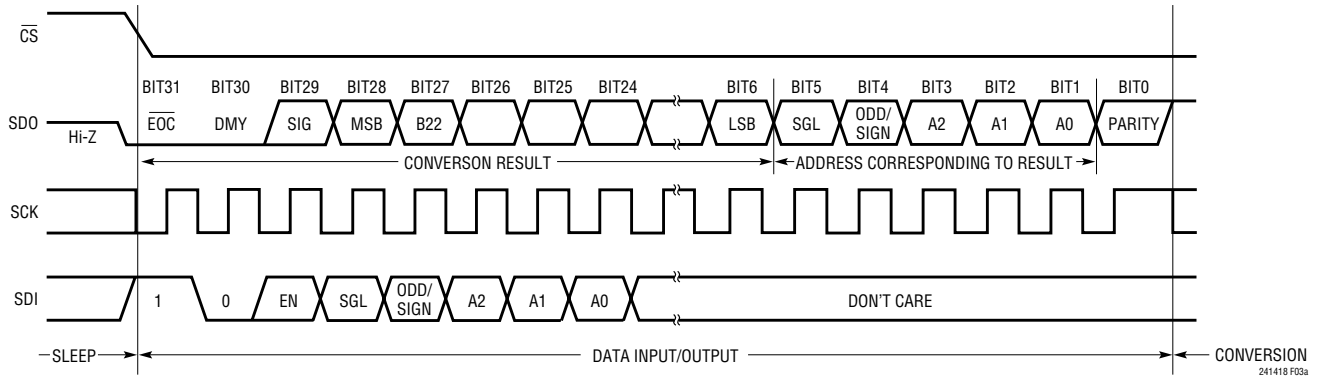 CS
BIT31 BIT30 BIT29 BIT28 BIT27 BIT26 BIT25 BIT24 BIT6 BIT5 BIT4 BIT3 BIT2 BIT1 BIT0
SDO Hi-Z EOC DMY SIG MSB B22 LSB SGL ODD/SIGN A2 A1 A0 PARITY
CONVERSON RESULT ADDRESS CORRESPONDING TO RESULT
SCK
SDI 1 0 EN SGL ODD/SIGN A2 A1 A0 DON'T CARE
SLEEP DATA INPUT/OUTPUT CONVERSION
241418 F03a